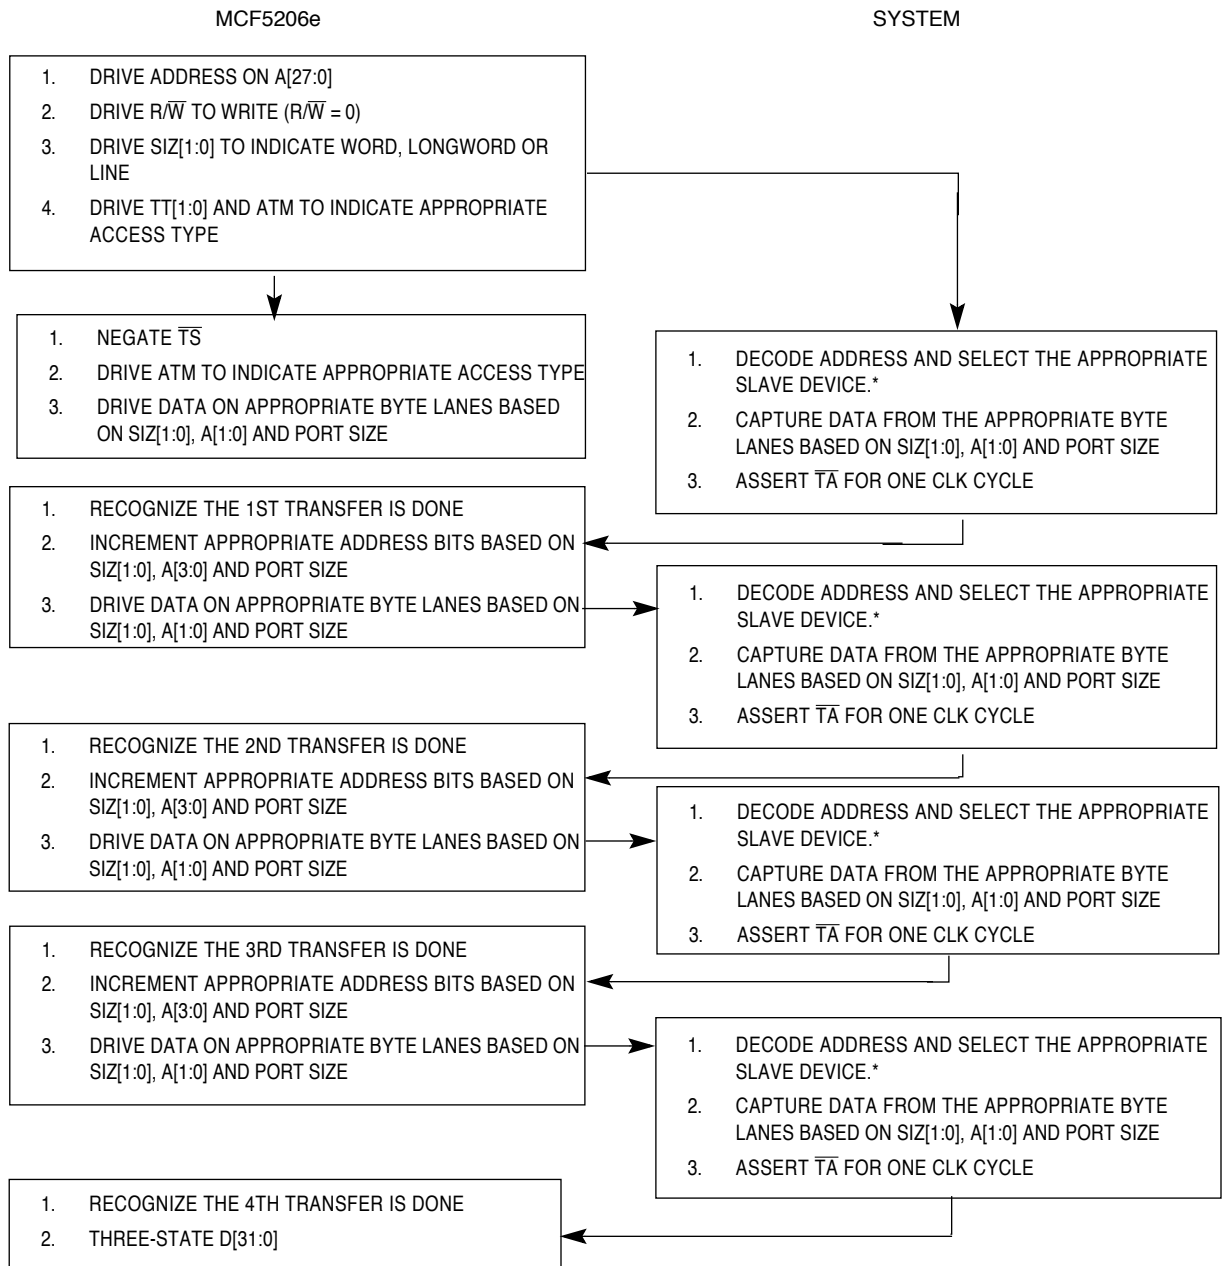 MCF5206e
SYSTEM
1. DRIVE ADDRESS ON A[27:0]
2. DRIVE R/W̅ TO WRITE (R/W̅ = 0)
3. DRIVE SIZ[1:0] TO INDICATE WORD, LONGWORD OR
LINE
4. DRIVE TT[1:0] AND ATM TO INDICATE APPROPRIATE
ACCESS TYPE
1. NEGATE T̅S̅
2. DRIVE ATM TO INDICATE APPROPRIATE ACCESS TYPE
3. DRIVE DATA ON APPROPRIATE BYTE LANES BASED
ON SIZ[1:0], A[1:0] AND PORT SIZE
1. DECODE ADDRESS AND SELECT THE APPROPRIATE
SLAVE DEVICE.*
2. CAPTURE DATA FROM THE APPROPRIATE BYTE
LANES BASED ON SIZ[1:0], A[1:0] AND PORT SIZE
3. ASSERT T̅A̅ FOR ONE CLK CYCLE
1. RECOGNIZE THE 1ST TRANSFER IS DONE
2. INCREMENT APPROPRIATE ADDRESS BITS BASED ON
SIZ[1:0], A[3:0] AND PORT SIZE
3. DRIVE DATA ON APPROPRIATE BYTE LANES BASED ON
SIZ[1:0], A[1:0] AND PORT SIZE
1. DECODE ADDRESS AND SELECT THE APPROPRIATE
SLAVE DEVICE.*
2. CAPTURE DATA FROM THE APPROPRIATE BYTE
LANES BASED ON SIZ[1:0], A[1:0] AND PORT SIZE
3. ASSERT T̅A̅ FOR ONE CLK CYCLE
1. RECOGNIZE THE 2ND TRANSFER IS DONE
2. INCREMENT APPROPRIATE ADDRESS BITS BASED ON
SIZ[1:0], A[3:0] AND PORT SIZE
3. DRIVE DATA ON APPROPRIATE BYTE LANES BASED ON
SIZ[1:0], A[1:0] AND PORT SIZE
1. DECODE ADDRESS AND SELECT THE APPROPRIATE
SLAVE DEVICE.*
2. CAPTURE DATA FROM THE APPROPRIATE BYTE
LANES BASED ON SIZ[1:0], A[1:0] AND PORT SIZE
3. ASSERT T̅A̅ FOR ONE CLK CYCLE
1. RECOGNIZE THE 3RD TRANSFER IS DONE
2. INCREMENT APPROPRIATE ADDRESS BITS BASED ON
SIZ[1:0], A[3:0] AND PORT SIZE
3. DRIVE DATA ON APPROPRIATE BYTE LANES BASED ON
SIZ[1:0], A[1:0] AND PORT SIZE
1. DECODE ADDRESS AND SELECT THE APPROPRIATE
SLAVE DEVICE.*
2. CAPTURE DATA FROM THE APPROPRIATE BYTE
LANES BASED ON SIZ[1:0], A[1:0] AND PORT SIZE
3. ASSERT T̅A̅ FOR ONE CLK CYCLE
1. RECOGNIZE THE 4TH TRANSFER IS DONE
2. THREE-STATE D[31:0]